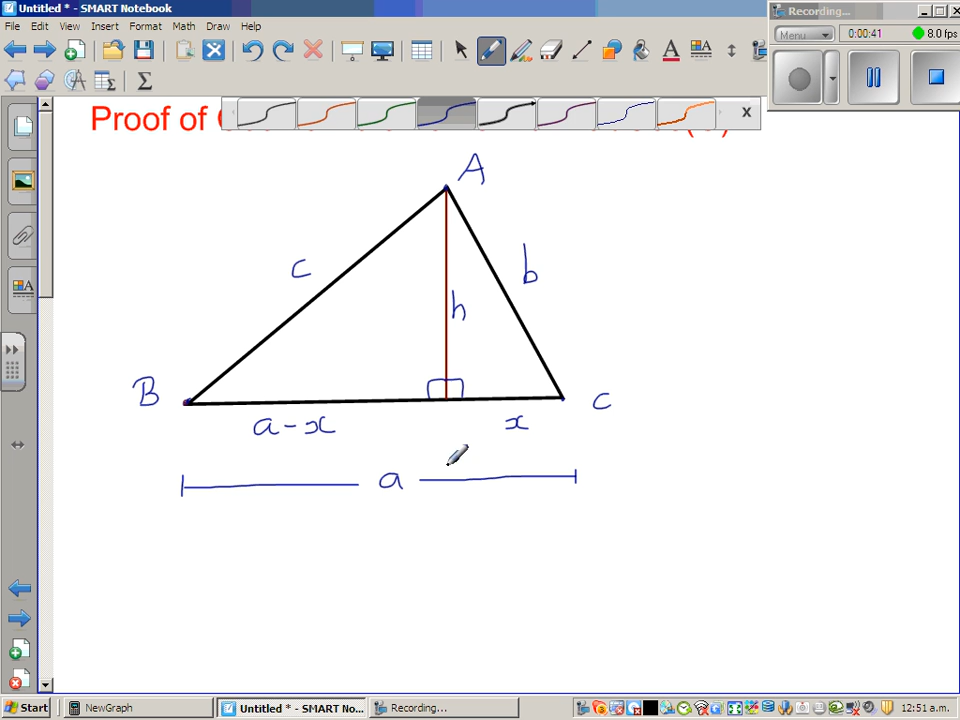 Untitled * - SMART Notebook
Recording...
File Edit View Insert Format Math Draw Help
Menu
0:00:41
8.0 fps
Proof of
A
c
b
h
B
C
a-x
x
a
Start
NewGraph
Untitled * - SMART No...
Recording...
12:51 a.m.